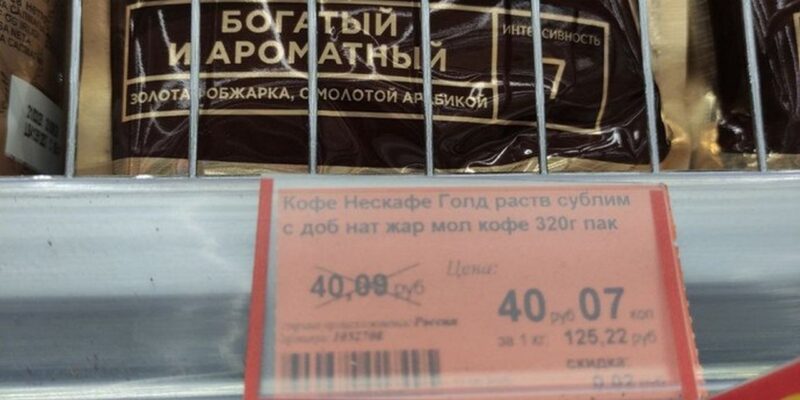 БОГАТЫЙ
И АРОМАТНЫЙ
ИНТЕНСИВНОСТЬ
7
ЗОЛОТАЯ ОБЖАРКА, С МОЛОТОЙ АРАБИКОЙ
Кофе Нескафе Голд раств сублим
с доб нат жар мол кофе 320г пак
Цена:
40,09 руб
40 руб 07 коп
Россия
за 1 кг: 125,22 руб
скидка: